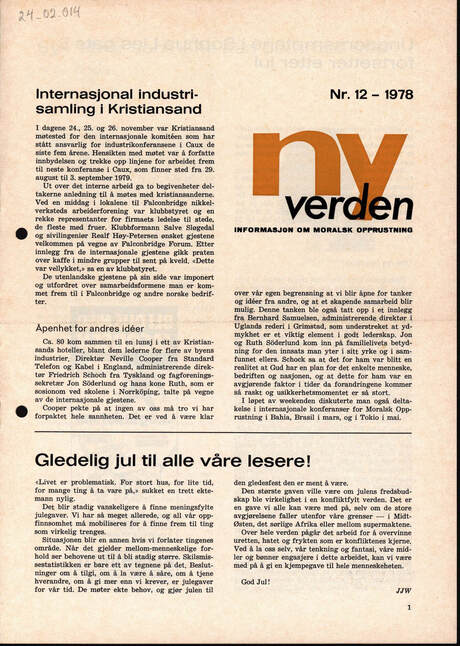 24-02.014
Internasjonal industri-
samling i Kristiansand
I dagene 24., 25. og 26. november var Kristiansand
møtested for den internasjonale komitéen som har
stått ansvarlig for industrikonferansene i Caux de
siste fem årene. Hensikten med møtet var å forfatte
innbydelsen og trekke opp linjene for arbeidet frem
til neste konferanse i Caux, som finner sted fra 29.
august til 3. september 1979.
Ut over det interne arbeid ga to begivenheter del-
takerne anledning til å møtes med kristiansanderne.
Ved en middag i lokalene til Falconbridge nikkel-
verksteds arbeiderforening var klubbstyret og en
rekke representanter for firmaets ledelse til stede,
de fleste med fruer. Klubbformann Salve Sløgedal
og sivilingeniør Realf Høy-Petersen ønsket gjestene
velkommen på vegne av Falconbridge Forum. Etter
innlegg fra de internasjonale gjestene gikk praten
over kaffe i mindre grupper til sent på kveld. «Dette
var vellykket,» sa en av klubbstyret.
De utenlandske gjestene på sin side var imponert
og utfordret over samarbeidsformene man er kom-
met frem til i Falconbridge og andre norske bedrif-
ter.
Åpenhet for andres idéer
Ca. 80 kom sammen til en lunsj i ett av Kristian-
sands hoteller, blant dem lederne for flere av byens
industrier. Direktør Neville Cooper fra Standard
Telefon og Kabel i England, administrerende direk-
tør Friedrich Schock fra Tyskland og fagforenings-
sekretær Jon Söderlund og hans kone Ruth, som er
sosionom ved skolene i Norrköping, talte på vegne
av de internasjonale gjestene.
Cooper pekte på at ingen av oss må tro vi har
forpaktet hele sannheten. Det er ved å være klar
Nr. 12 – 1978
ny
verden
INFORMASJON OM MORALSK OPPRUSTNING
over vår egen begrensning at vi blir åpne for tanker
og idéer fra andre, og at et skapende samarbeid blir
mulig. Denne tanken ble også tatt opp i et innlegg
fra Bernhard Samuelsen, administrerende direktør i
Uglands rederi i Grimstad, som understreket at yd-
mykhet er et viktig element i godt lederskap. Jon
og Ruth Söderlund kom inn på familielivets betyd-
ning for den innsats man yter i sitt yrke og i sam-
funnet ellers. Schock sa at det for ham var blitt en
realitet at Gud har en plan for det enkelte menneske,
bedriften og nasjonen, og at dette for ham var en
avgjørende faktor i tider da forandringene kommer
så raskt og usikkerhetsmomentet er så stort.
I løpet av weekenden diskuterte man også delta-
kelse i internasjonale konferanser for Moralsk Opp-
rustning i Bahia, Brasil i mars, og i Tokio i mai.
Gledelig jul til alle våre lesere!
«Livet er problematisk. For stort hus, for lite tid,
for mange ting å ta vare på,» sukket en trett ekte-
mann nylig.
Det blir stadig vanskeligere å finne meningsfylte
julegaver. Vi har så meget allerede, og all vår opp-
finnsomhet må mobiliseres for å finne frem til ting
som virkelig trenges.
Situasjonen blir en annen hvis vi forlater tingenes
område. Når det gjelder mellom-menneskelige for-
hold ser behovene ut til å bli stadig større. Skilsmis-
sestatistikken er bare ett av tegnene på det. Beslut-
ninger om å tilgi, om å la være å såre, om å tjene
hverandre, om å gi mer enn vi krever, er julegaver
for vår tid. De møter ekte behov, og gjør julen til
den gledesfest den er ment å være.
Den største gaven ville være om julens fredsbud-
skap ble virkelighet i en konfliktfylt verden. Det er
en gave vi alle kan være med på, selv om de store
avgjørelsene faller utenfor våre grenser — i Midt-
Østen, det sørlige Afrika eller mellom supermaktene.
Over hele verden pågår det arbeid for å overvinne
uretten, hatet og frykten som er konfliktenes kjerne.
Ved å la oss selv, vår tenkning og fantasi, våre mid-
ler og bønner engasjere i dette arbeidet, kan vi være
med på å gi en kjempegave til hele menneskeheten.
God Jul!
JJW
1